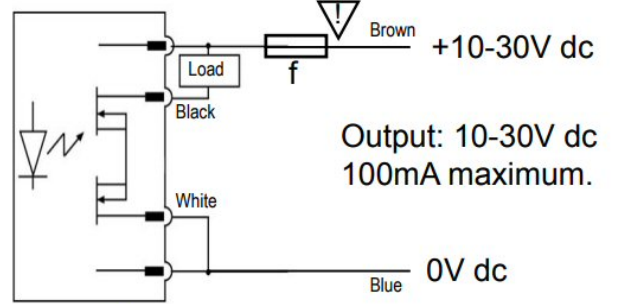 !
Brown
+10-30V dc
Load
f
Black
Output: 10-30V dc
100mA maximum.
White
0V dc
Blue